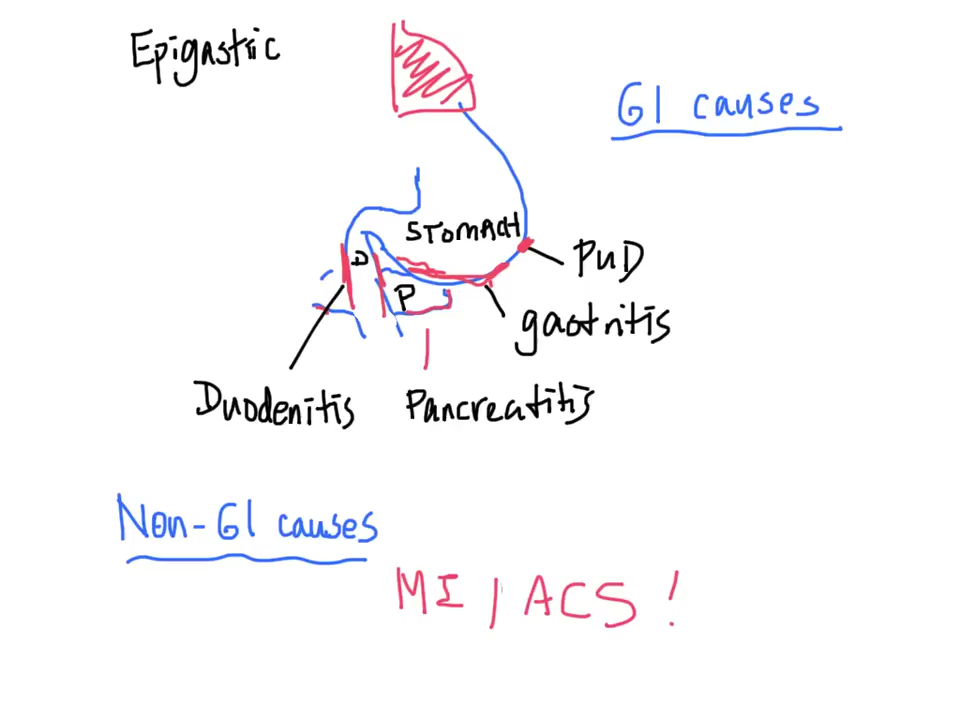 Epigastric
GI causes
STOMACH
D
PUD
P
gastritis
Duodenitis
Pancreatitis
Non-GI causes
MI / ACS !